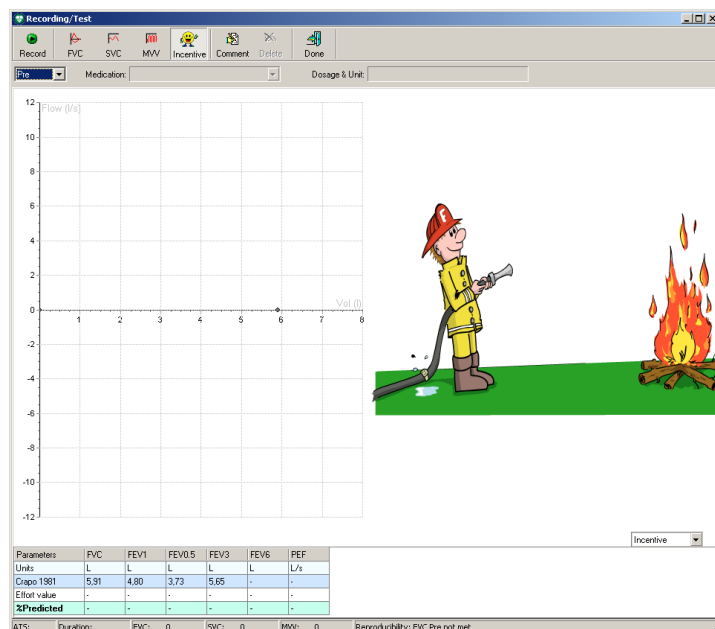 Recording/Test
Record FVC SVC MVV Incentive Comment Delete Done
Pre Medication: Dosage & Unit:
Flow (l/s)
12
10
8
6
4
2
0
-2
-4
-6
-8
-10
-12
Vol (l)
1 2 3 4 5 6 7 8
F
Incentive
Parameters FVC FEV1 FEV0.5 FEV3 FEV6 PEF
Units L L L L L L/s
Crapo 1981 5,91 4,80 3,73 5,65 - -
Effort value - - - - - -
%Predicted - - - - - -
ATS: Duration: FVC: 0 SVC: 0 MVV: 0 Reproducibility: FVC Pre not met